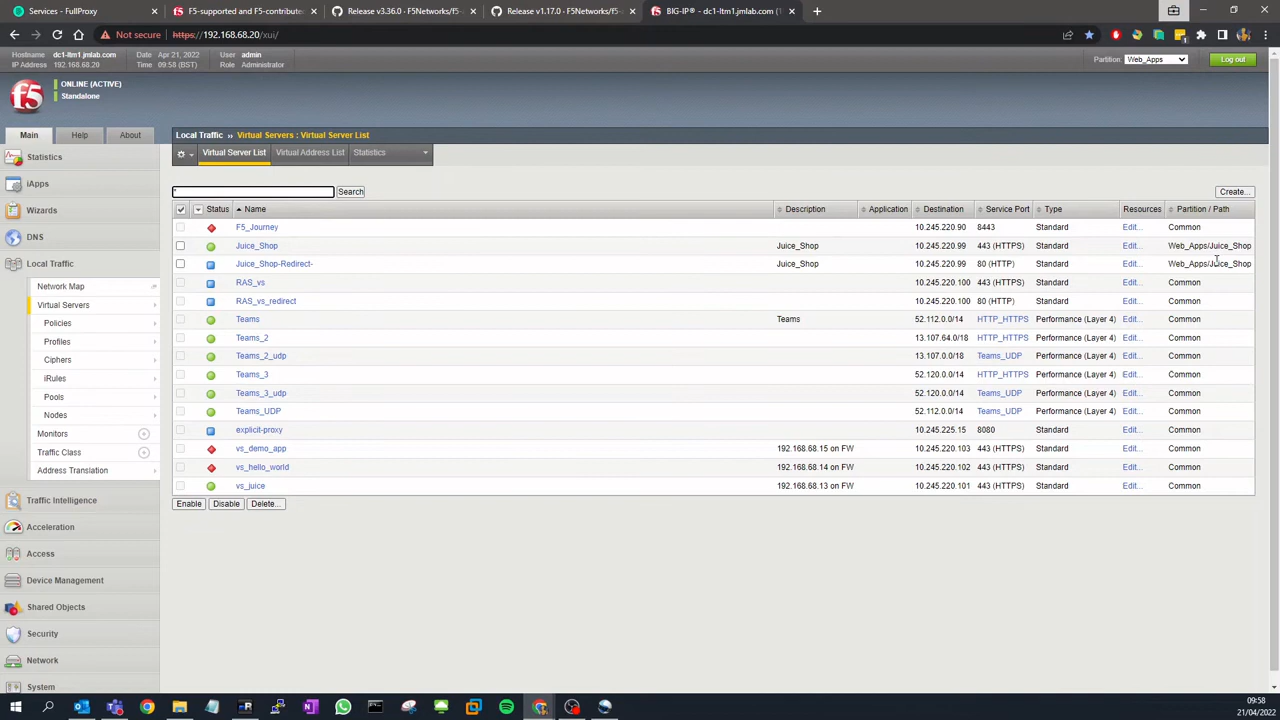 Services - FullProxy
F5-supported and F5-contribute
Release v3.36.0 · F5Networks/f5-
Release v1.17.0 · F5Networks/f5-
BIG-IP® - dc1-ltm1.jmlab.com (1
Not secure https://192.168.68.20/xui/
Hostname dc1-ltm1.jmlab.com Date Apr 21, 2022 User admin
IP Address 192.168.68.20 Time 09:58 (BST) Role Administrator
Partition: Web_Apps Log out
f5 ONLINE (ACTIVE)
Standalone
Main Help About
Local Traffic ›› Virtual Servers : Virtual Server List
Virtual Server List Virtual Address List Statistics
* Search Create...
Status Name Description Application Destination Service Port Type Resources Partition / Path
F5_Journey 10.245.220.90 8443 Standard Edit... Common
Juice_Shop Juice_Shop 10.245.220.99 443 (HTTPS) Standard Edit... Web_Apps/Juice_Shop
Juice_Shop-Redirect- Juice_Shop 10.245.220.99 80 (HTTP) Standard Edit... Web_Apps/Juice_Shop
RAS_vs 10.245.220.100 443 (HTTPS) Standard Edit... Common
RAS_vs_redirect 10.245.220.100 80 (HTTP) Standard Edit... Common
Teams Teams 52.112.0.0/14 HTTP_HTTPS Performance (Layer 4) Edit... Common
Teams_2 13.107.64.0/18 HTTP_HTTPS Performance (Layer 4) Edit... Common
Teams_2_udp 13.107.0.0/18 Teams_UDP Performance (Layer 4) Edit... Common
Teams_3 52.120.0.0/14 HTTP_HTTPS Performance (Layer 4) Edit... Common
Teams_3_udp 52.120.0.0/14 Teams_UDP Performance (Layer 4) Edit... Common
Teams_UDP 52.112.0.0/14 Teams_UDP Performance (Layer 4) Edit... Common
explicit-proxy 10.245.225.15 8080 Standard Edit... Common
vs_demo_app 192.168.68.15 on FW 10.245.220.103 443 (HTTPS) Standard Edit... Common
vs_hello_world 192.168.68.14 on FW 10.245.220.102 443 (HTTPS) Standard Edit... Common
vs_juice 192.168.68.13 on FW 10.245.220.101 443 (HTTPS) Standard Edit... Common
Enable Disable Delete...
Statistics
iApps
Wizards
DNS
Local Traffic
Network Map
Virtual Servers
Policies
Profiles
Ciphers
iRules
Pools
Nodes
Monitors
Traffic Class
Address Translation
Traffic Intelligence
Acceleration
Access
Device Management
Shared Objects
Security
Network
System
09:58
21/04/2022